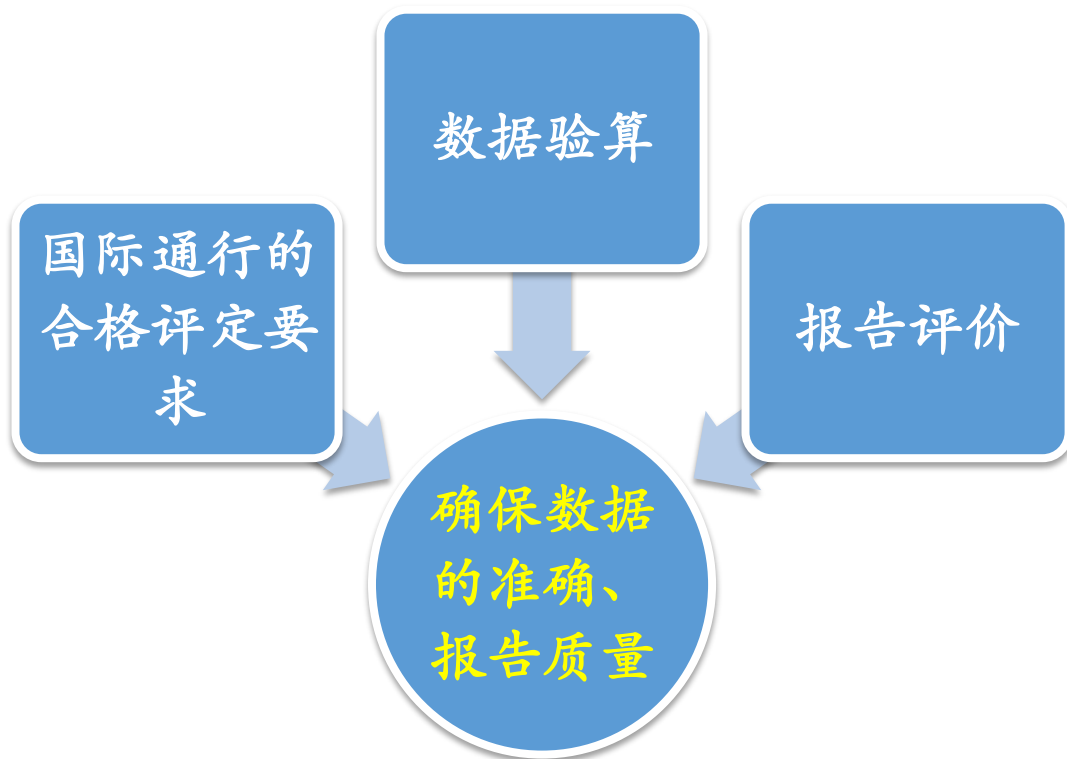 数据验算
国际通行的
合格评定要
求
报告评价
确保数据
的准确、
报告质量